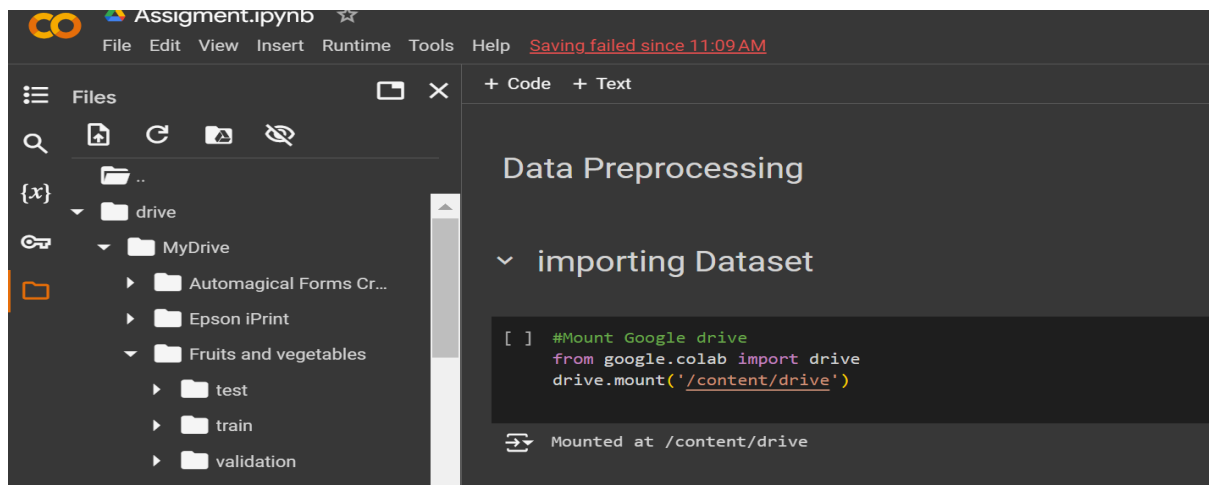 Assigment.ipynb
File Edit View Insert Runtime Tools Help Saving failed since 11:09 AM
Files
+ Code + Text
..
{x}
drive
MyDrive
Automagical Forms Cr...
Epson iPrint
Fruits and vegetables
test
train
validation
Data Preprocessing
importing Dataset
[ ] #Mount Google drive
from google.colab import drive
drive.mount('/content/drive')
Mounted at /content/drive